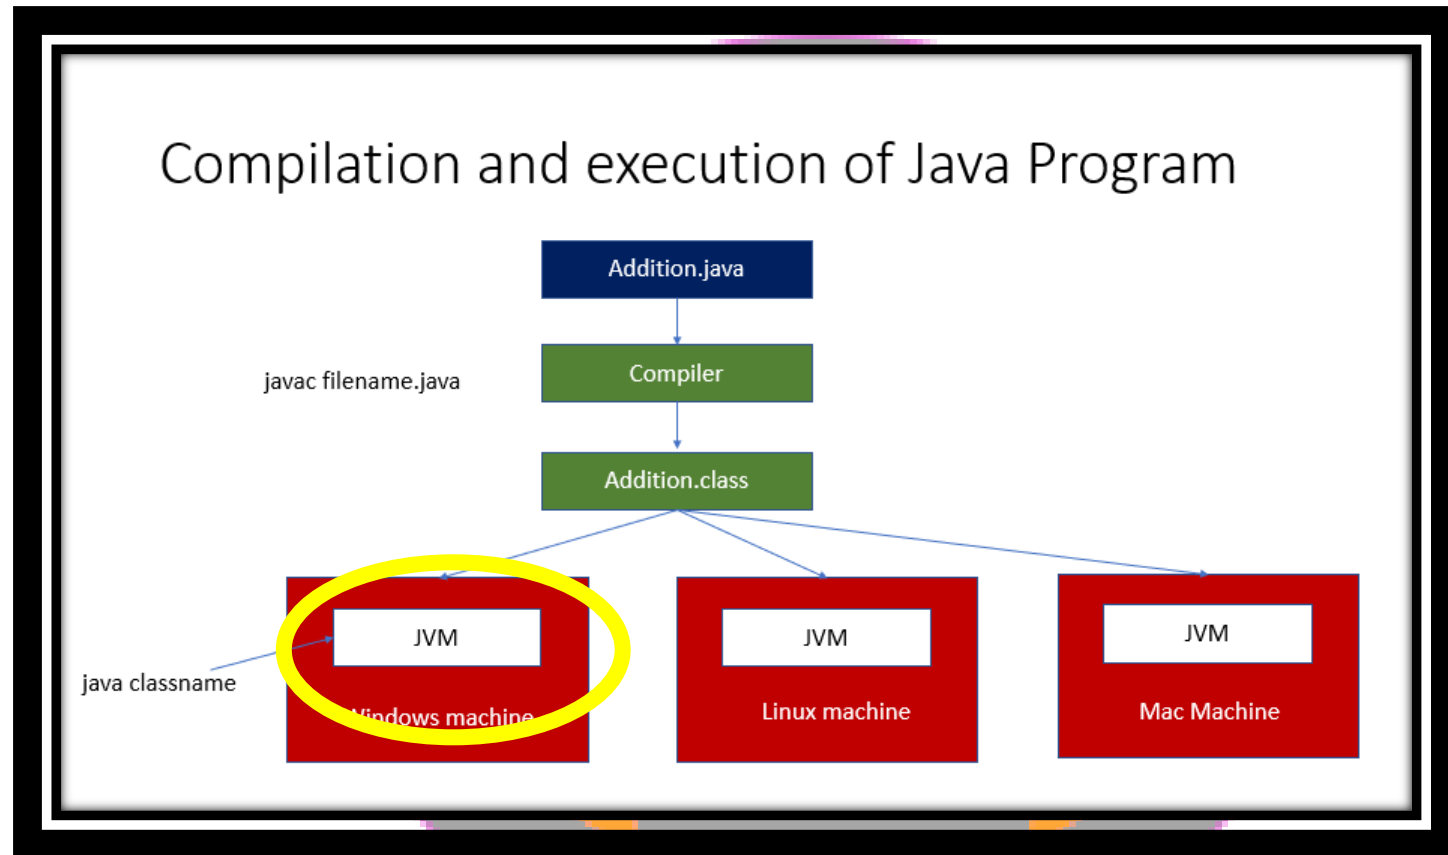 Compilation and execution of Java Program
Addition.java
javac filename.java
Compiler
Addition.class
JVM
JVM
JVM
java classname
Windows machine
Linux machine
Mac Machine